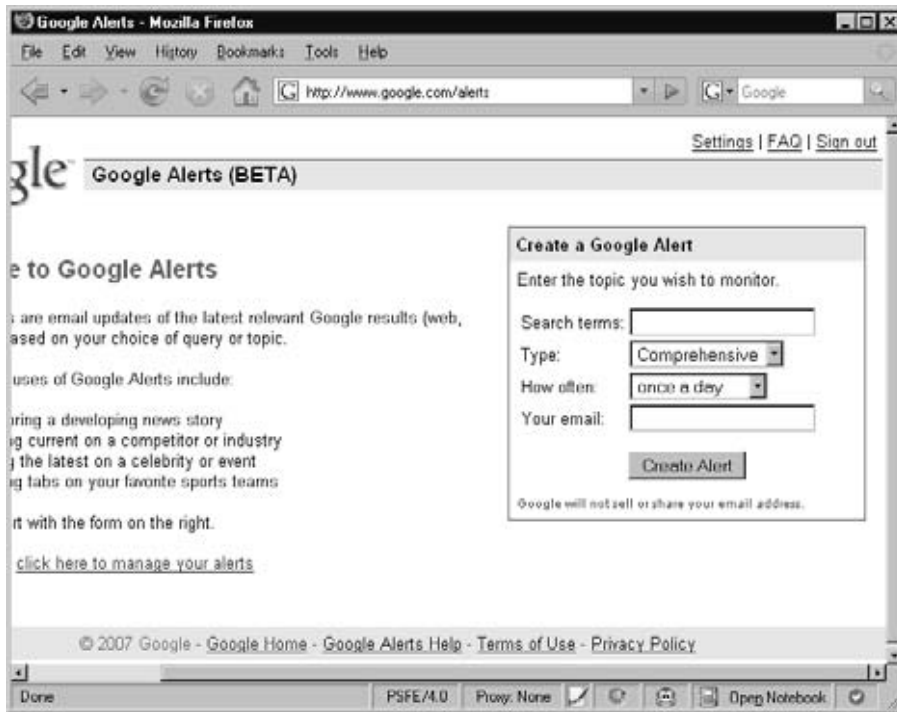 Google Alerts - Mozilla Firefox
File Edit View History Bookmarks Tools Help
http://www.google.com/alerts
Google
Settings | FAQ | Sign out
gle Google Alerts (BETA)
e to Google Alerts
s are email updates of the latest relevant Google results (web,
ased on your choice of query or topic.
uses of Google Alerts include:
oring a developing news story
ng current on a competitor or industry
g the latest on a celebrity or event
ng tabs on your favorite sports teams
rt with the form on the right.
click here to manage your alerts
Create a Google Alert
Enter the topic you wish to monitor.
Search terms:
Type: Comprehensive
How often: once a day
Your email:
Create Alert
Google will not sell or share your email address.
© 2007 Google - Google Home - Google Alerts Help - Terms of Use - Privacy Policy
Done PSFE/4.0 Proxy: None Open Notebook